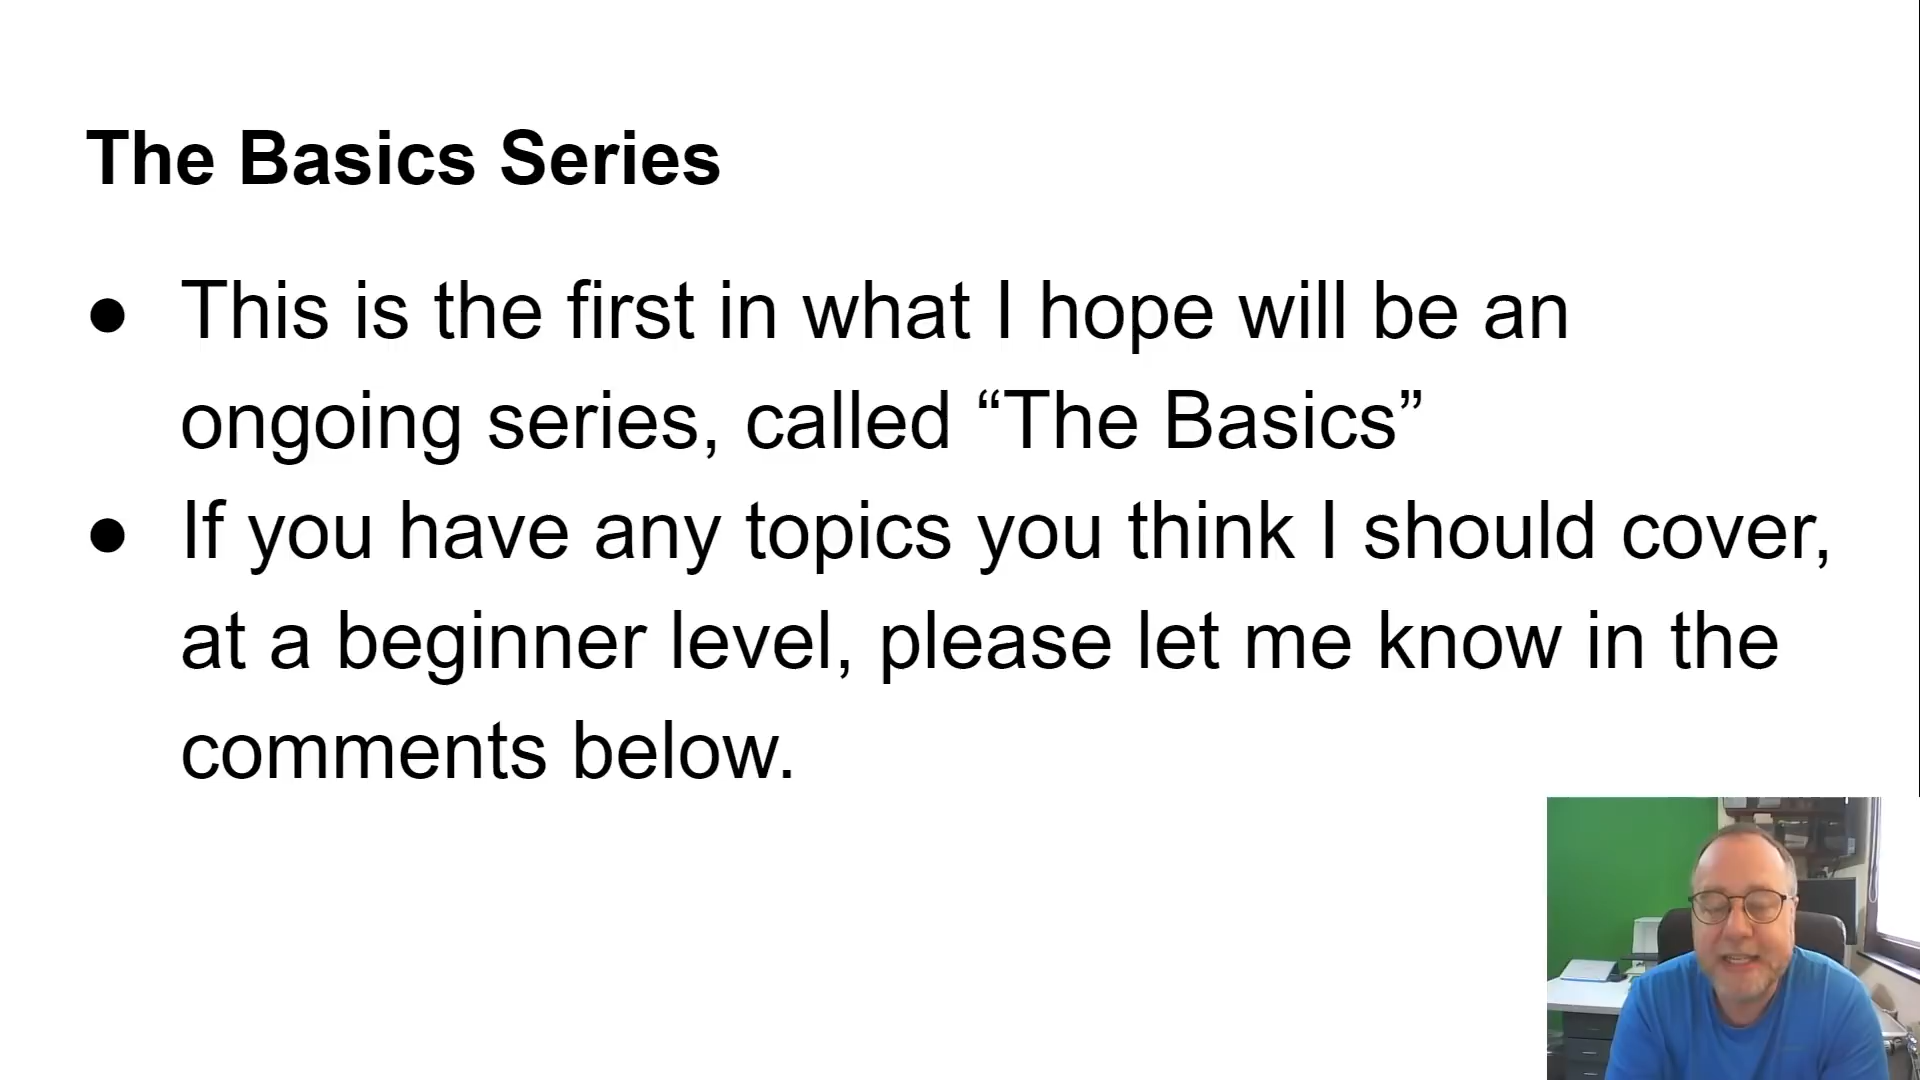 The Basics Series
● This is the first in what I hope will be an
ongoing series, called “The Basics”
● If you have any topics you think I should cover,
at a beginner level, please let me know in the
comments below.